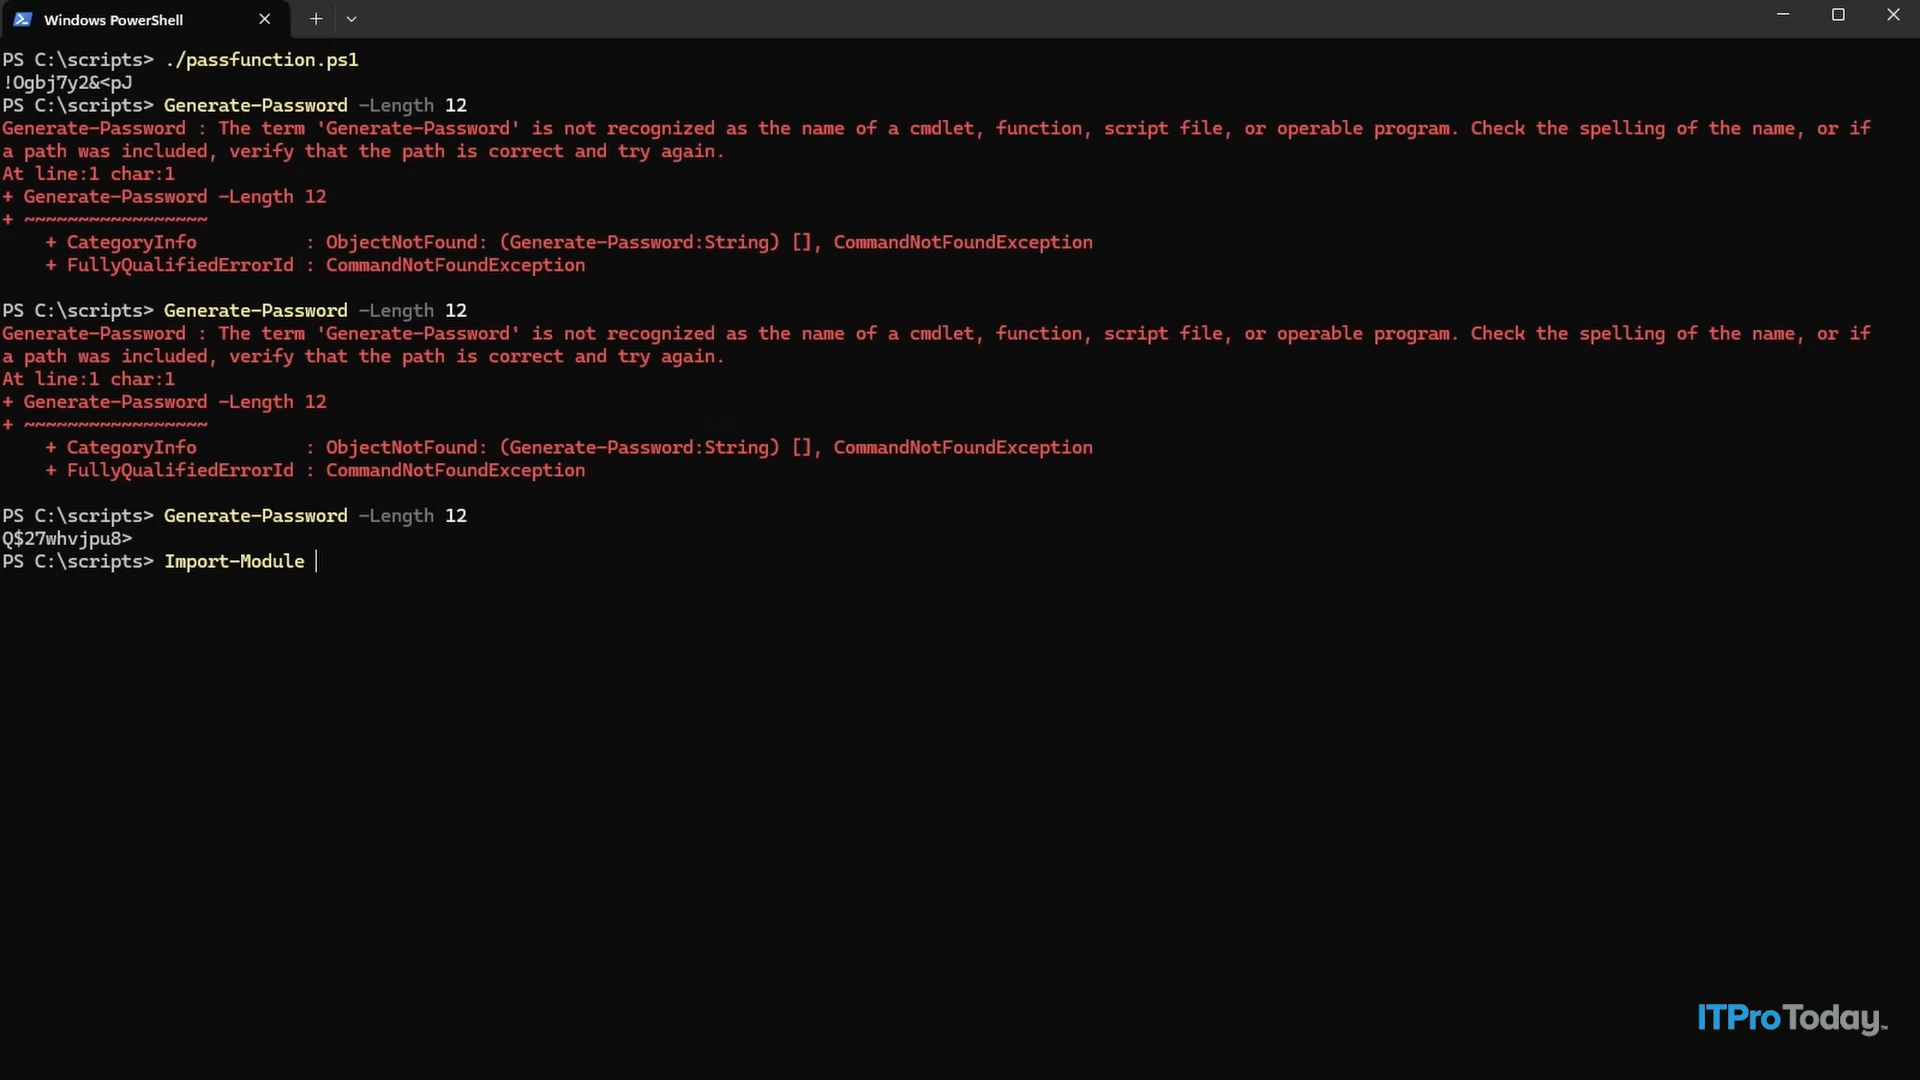 Windows PowerShell
PS C:\scripts> ./passfunction.ps1
!Ogbj7y2&<pJ
PS C:\scripts> Generate-Password -Length 12
Generate-Password : The term 'Generate-Password' is not recognized as the name of a cmdlet, function, script file, or operable program. Check the spelling of the name, or if
a path was included, verify that the path is correct and try again.
At line:1 char:1
+ Generate-Password -Length 12
+ ~~~~~~~~~~~~~~~~~
    + CategoryInfo          : ObjectNotFound: (Generate-Password:String) [], CommandNotFoundException
    + FullyQualifiedErrorId : CommandNotFoundException
PS C:\scripts> Generate-Password -Length 12
Generate-Password : The term 'Generate-Password' is not recognized as the name of a cmdlet, function, script file, or operable program. Check the spelling of the name, or if
a path was included, verify that the path is correct and try again.
At line:1 char:1
+ Generate-Password -Length 12
+ ~~~~~~~~~~~~~~~~~
    + CategoryInfo          : ObjectNotFound: (Generate-Password:String) [], CommandNotFoundException
    + FullyQualifiedErrorId : CommandNotFoundException
PS C:\scripts> Generate-Password -Length 12
Q$27whvjpu8>
PS C:\scripts> Import-Module
ITProToday™